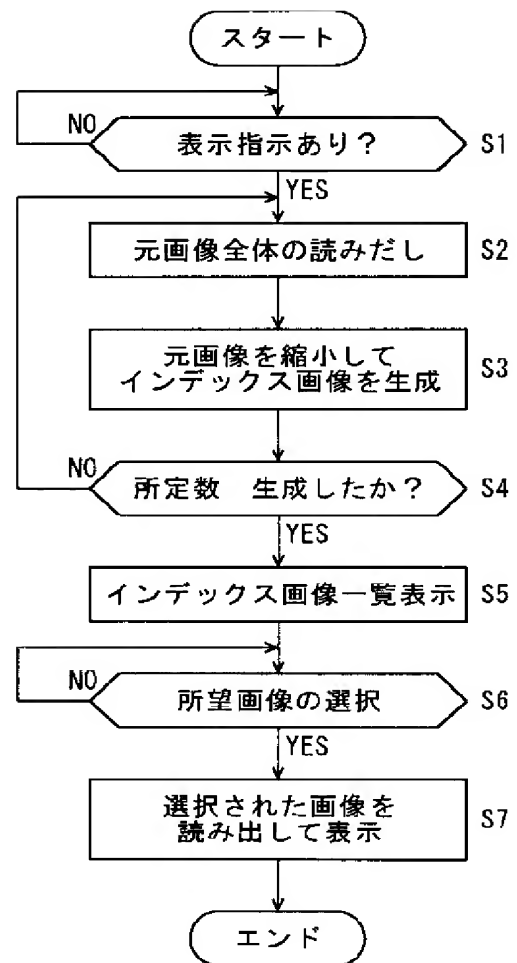 スタート
NO
表示指示あり?
S1
YES
元画像全体の読みだし
S2
元画像を縮小して
インデックス画像を生成
S3
NO
所定数 生成したか?
S4
YES
インデックス画像一覧表示
S5
NO
所望画像の選択
S6
YES
選択された画像を
読み出して表示
S7
エンド